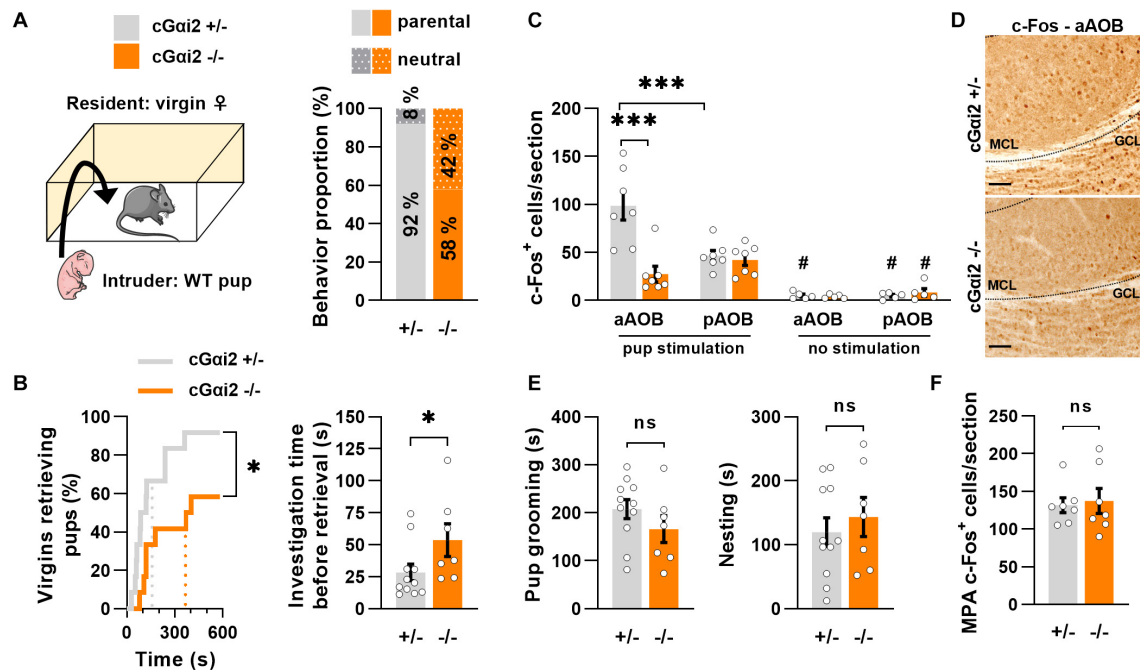 A
cGαi2 +/-
cGαi2 -/-
Resident: virgin ♀
Intruder: WT pup
parental
neutral
Behavior proportion (%)
100
80
60
40
20
0
8 %
92 %
42 %
58 %
+/-
-/-
B
cGαi2 +/-
cGαi2 -/-
Virgins retrieving
pups (%)
100
80
60
40
20
0
*
0
300
600
Time (s)
Investigation time
before retrieval (s)
150
125
100
75
50
25
0
*
+/-
-/-
C
c-Fos+ cells/section
200
150
100
50
0
***
***
#
#
#
aAOB
pAOB
aAOB
pAOB
pup stimulation
no stimulation
D
c-Fos - aAOB
cGαi2 +/-
MCL
GCL
cGαi2 -/-
MCL
GCL
E
Pup grooming (s)
400
300
200
100
0
ns
+/-
-/-
Nesting (s)
300
200
100
0
ns
+/-
-/-
F
MPA c-Fos+ cells/section
250
200
150
100
50
0
ns
+/-
-/-